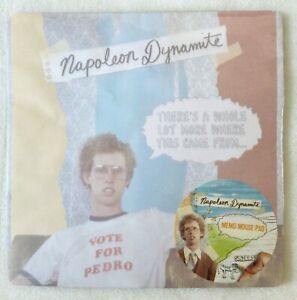 Napoleon Dynamite
THERE'S A WHOLE
LOT MORE WHERE
THIS CAME FROM...
VOTE
FOR
PEDRO
Napoleon Dynamite
MEMO MOUSE PAD